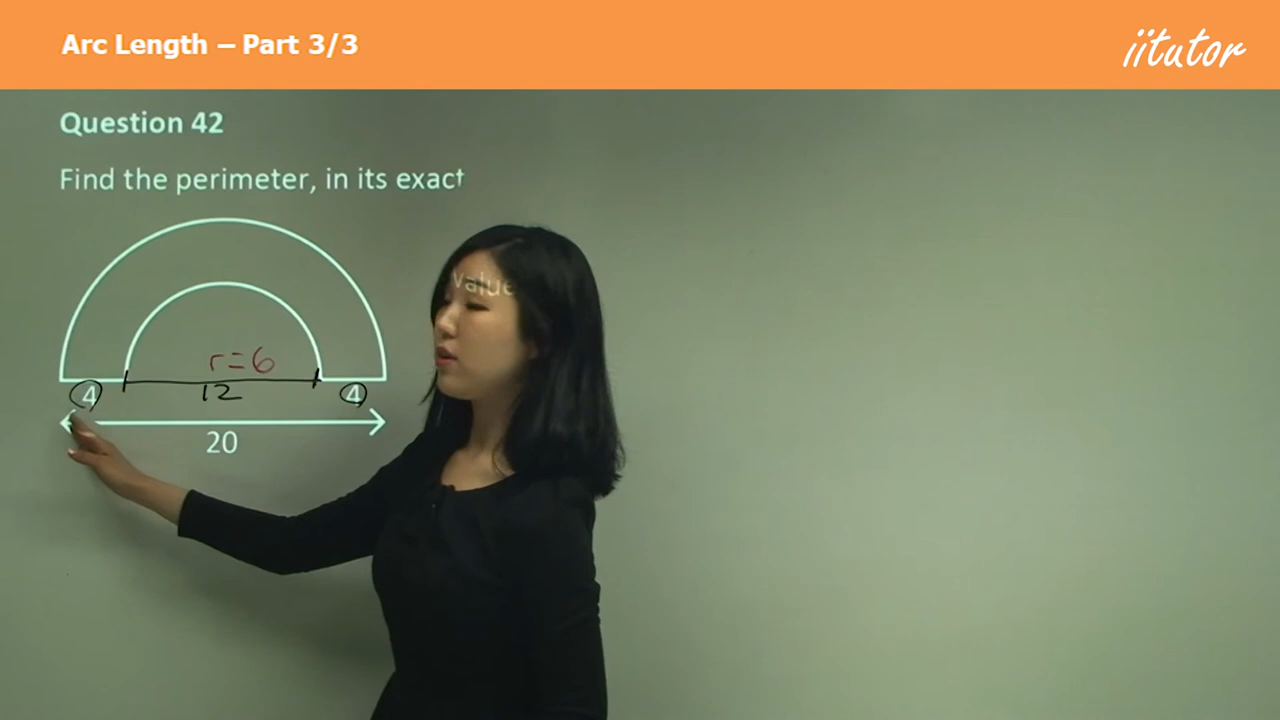 Arc Length – Part 3/3
iitutor
Question 42
Find the perimeter, in its exact
value
r=6
4 12 4
20